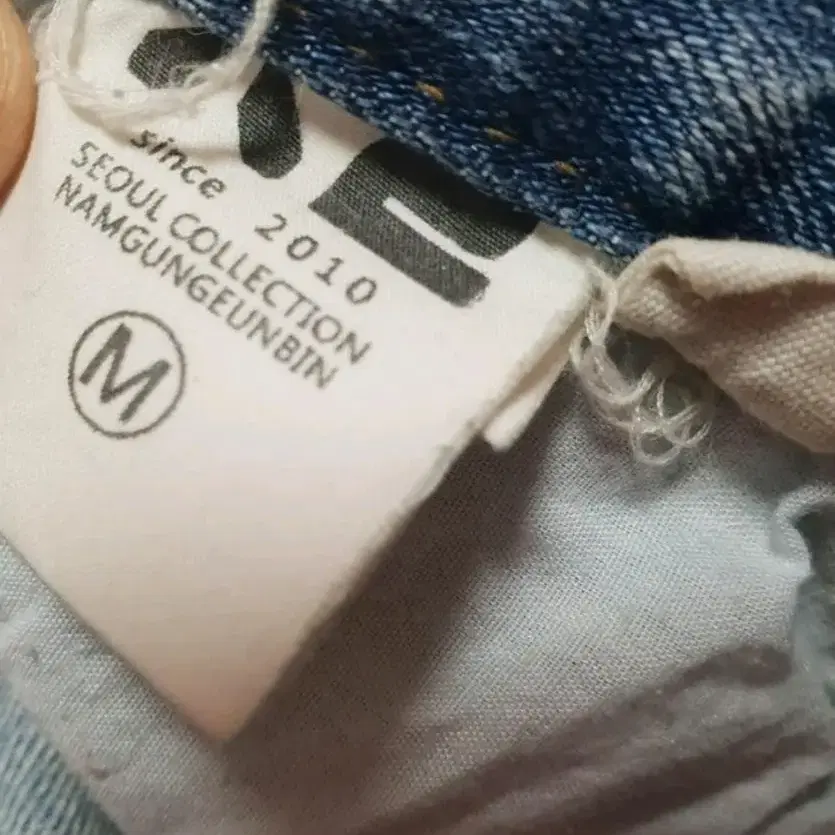 since 2010
SEOUL COLLECTION
NAMGUNGEUNBIN
M